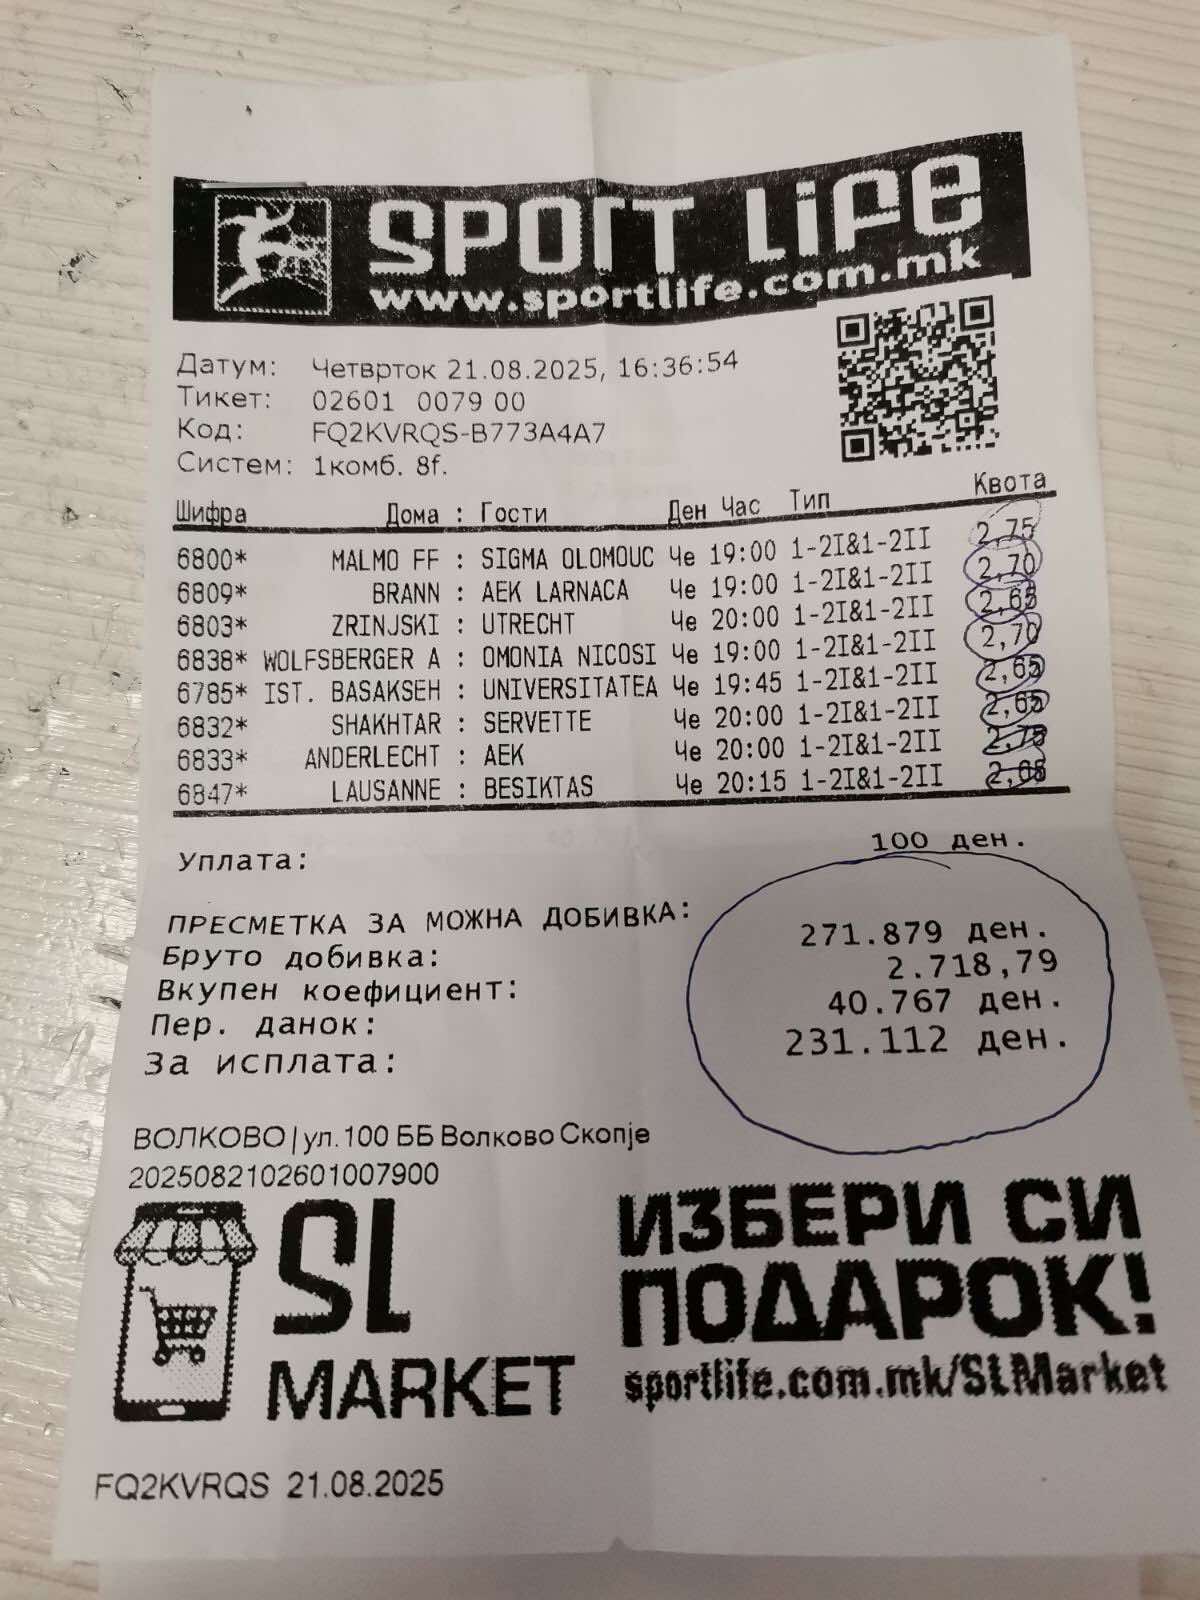 SPORT LIFE
www.sportlife.com.mk
Датум: Четврток 21.08.2025, 16:36:54
Тикет: 02601 0079 00
Код: FQ2KVRQS-B773A4A7
Систем: 1комб. 8f.
Шифра Дома : Гости Ден Час Тип Квота
6800* MALMO FF : SIGMA OLOMOUC Че 19:00 1-2I&1-2II 2,75
6809* BRANN : AEK LARNACA Че 19:00 1-2I&1-2II 2,70
6803* ZRINJSKI : UTRECHT Че 20:00 1-2I&1-2II 2,65
6838* WOLFSBERGER A : OMONIA NICOSI Че 19:00 1-2I&1-2II 2,70
6785* IST. BASAKSEH : UNIVERSITATEA Че 19:45 1-2I&1-2II 2,65
6832* SHAKHTAR : SERVETTE Че 20:00 1-2I&1-2II 2,65
6833* ANDERLECHT : AEK Че 20:00 1-2I&1-2II 2,75
6847* LAUSANNE : BESIKTAS Че 20:15 1-2I&1-2II 2,65
Уплата: 100 ден.
ПРЕСМЕТКА ЗА МОЖНА ДОБИВКА:
Бруто добивка: 271.879 ден.
Вкупен коефициент: 2.718,79
Пер. данок: 40.767 ден.
За исплата: 231.112 ден.
ВОЛКОВО|ул.100 ББ Волково Скопје
2025082102601007900
SL MARKET
ИЗБЕРИ СИ
ПОДАРОК!
sportlife.com.mk/SLMarket
FQ2KVRQS 21.08.2025